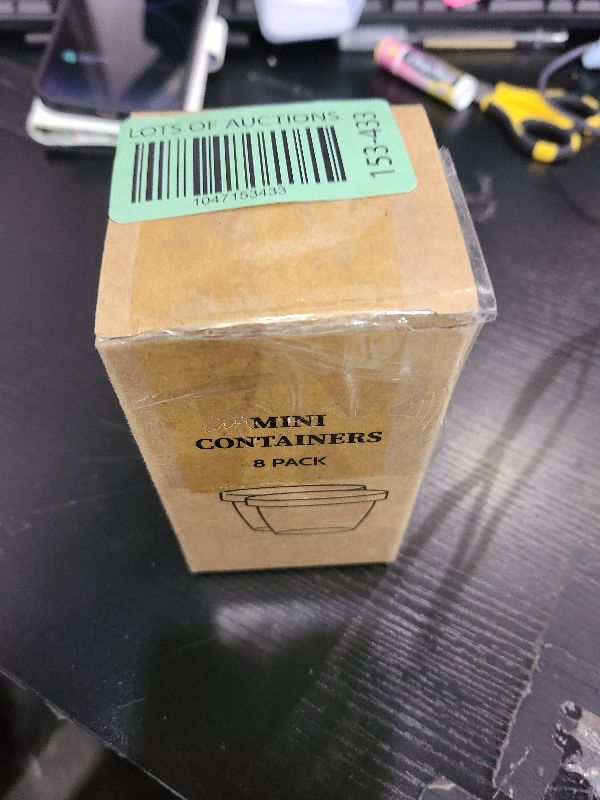 LOTS OF AUCTIONS
1047153433
153-433
MINI
CONTAINERS
8 PACK